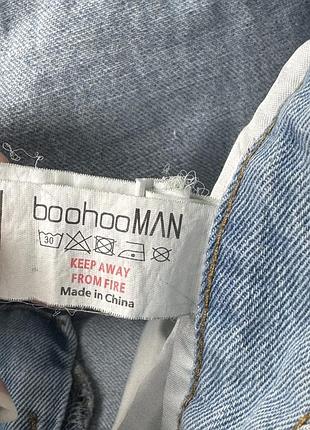 boohooMAN
30
KEEP AWAY
FROM FIRE
Made in China